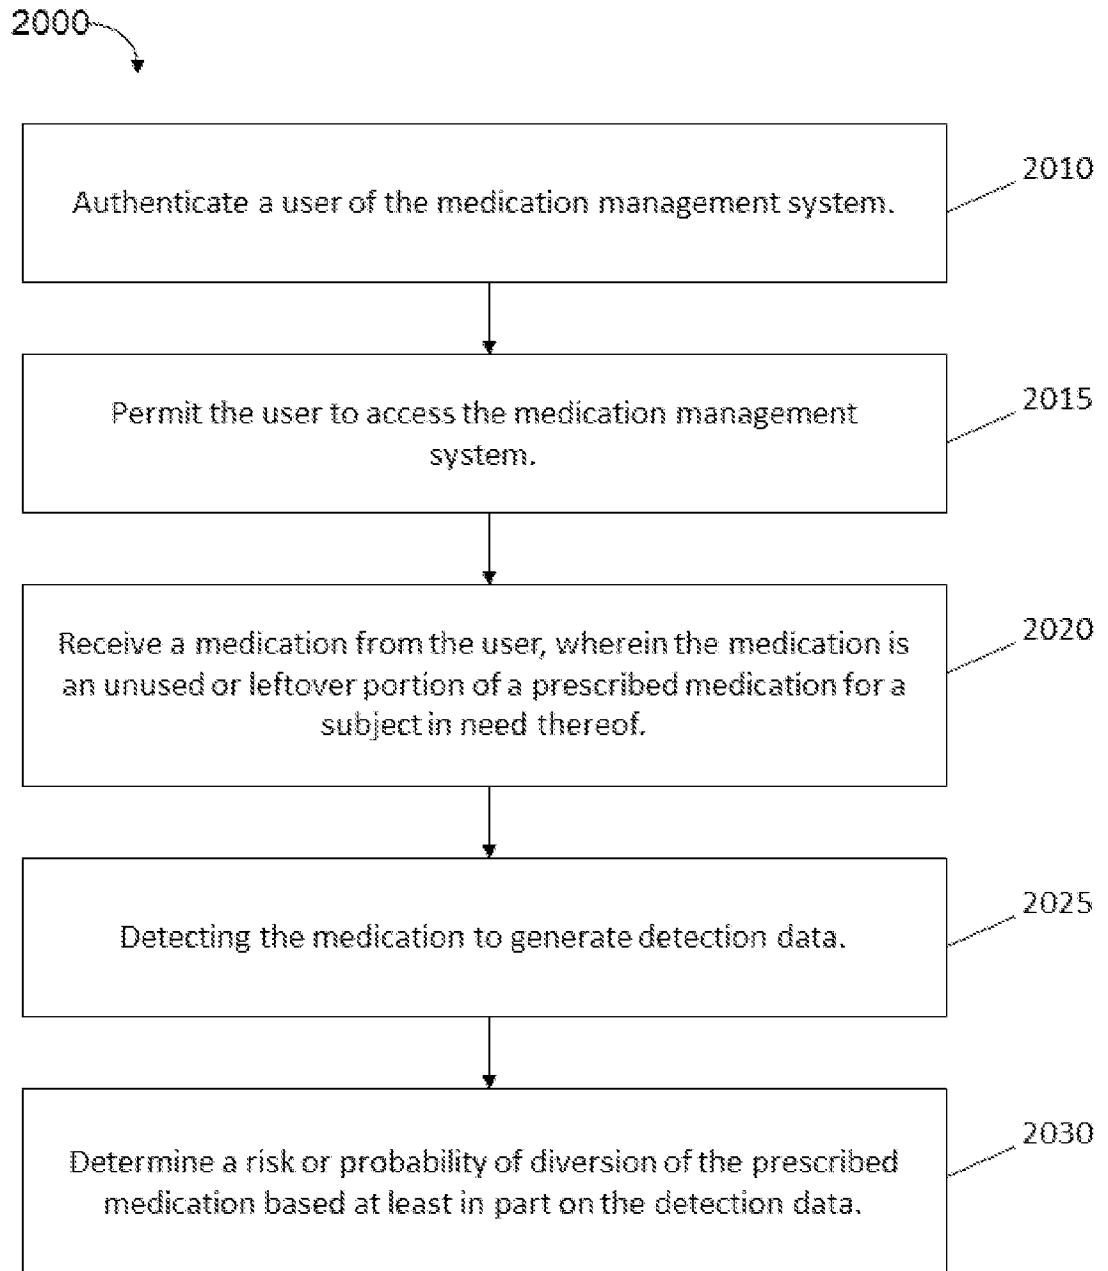 2000
Authenticate a user of the medication management system.
2010
Permit the user to access the medication management
system.
2015
Receive a medication from the user, wherein the medication is
an unused or leftover portion of a prescribed medication for a
subject in need thereof.
2020
Detecting the medication to generate detection data.
2025
Determine a risk or probability of diversion of the prescribed
medication based at least in part on the detection data.
2030